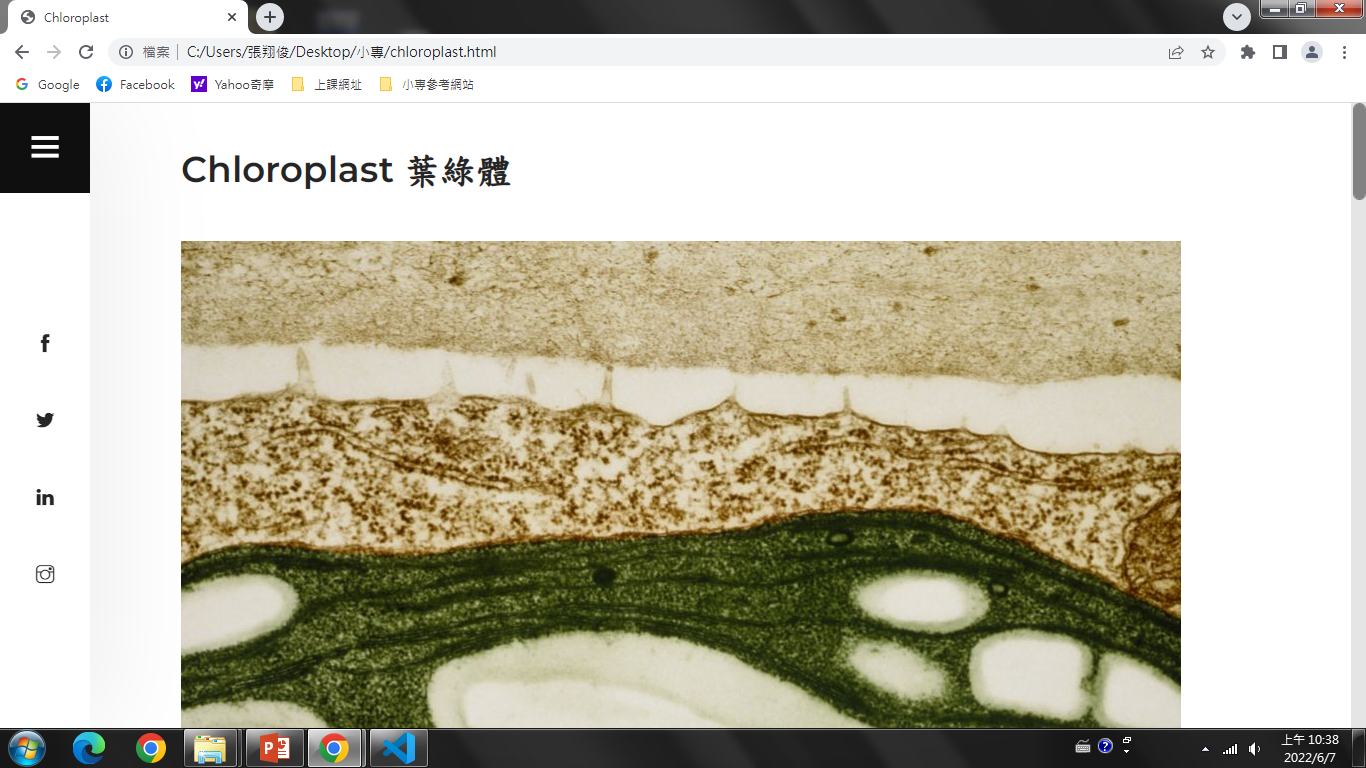 Chloroplast
檔案 C:/Users/張翔俊/Desktop/小專/chloroplast.html
Google Facebook Yahoo奇摩 上課網址 小專參考網站
Chloroplast 葉綠體
上午 10:38
2022/6/7